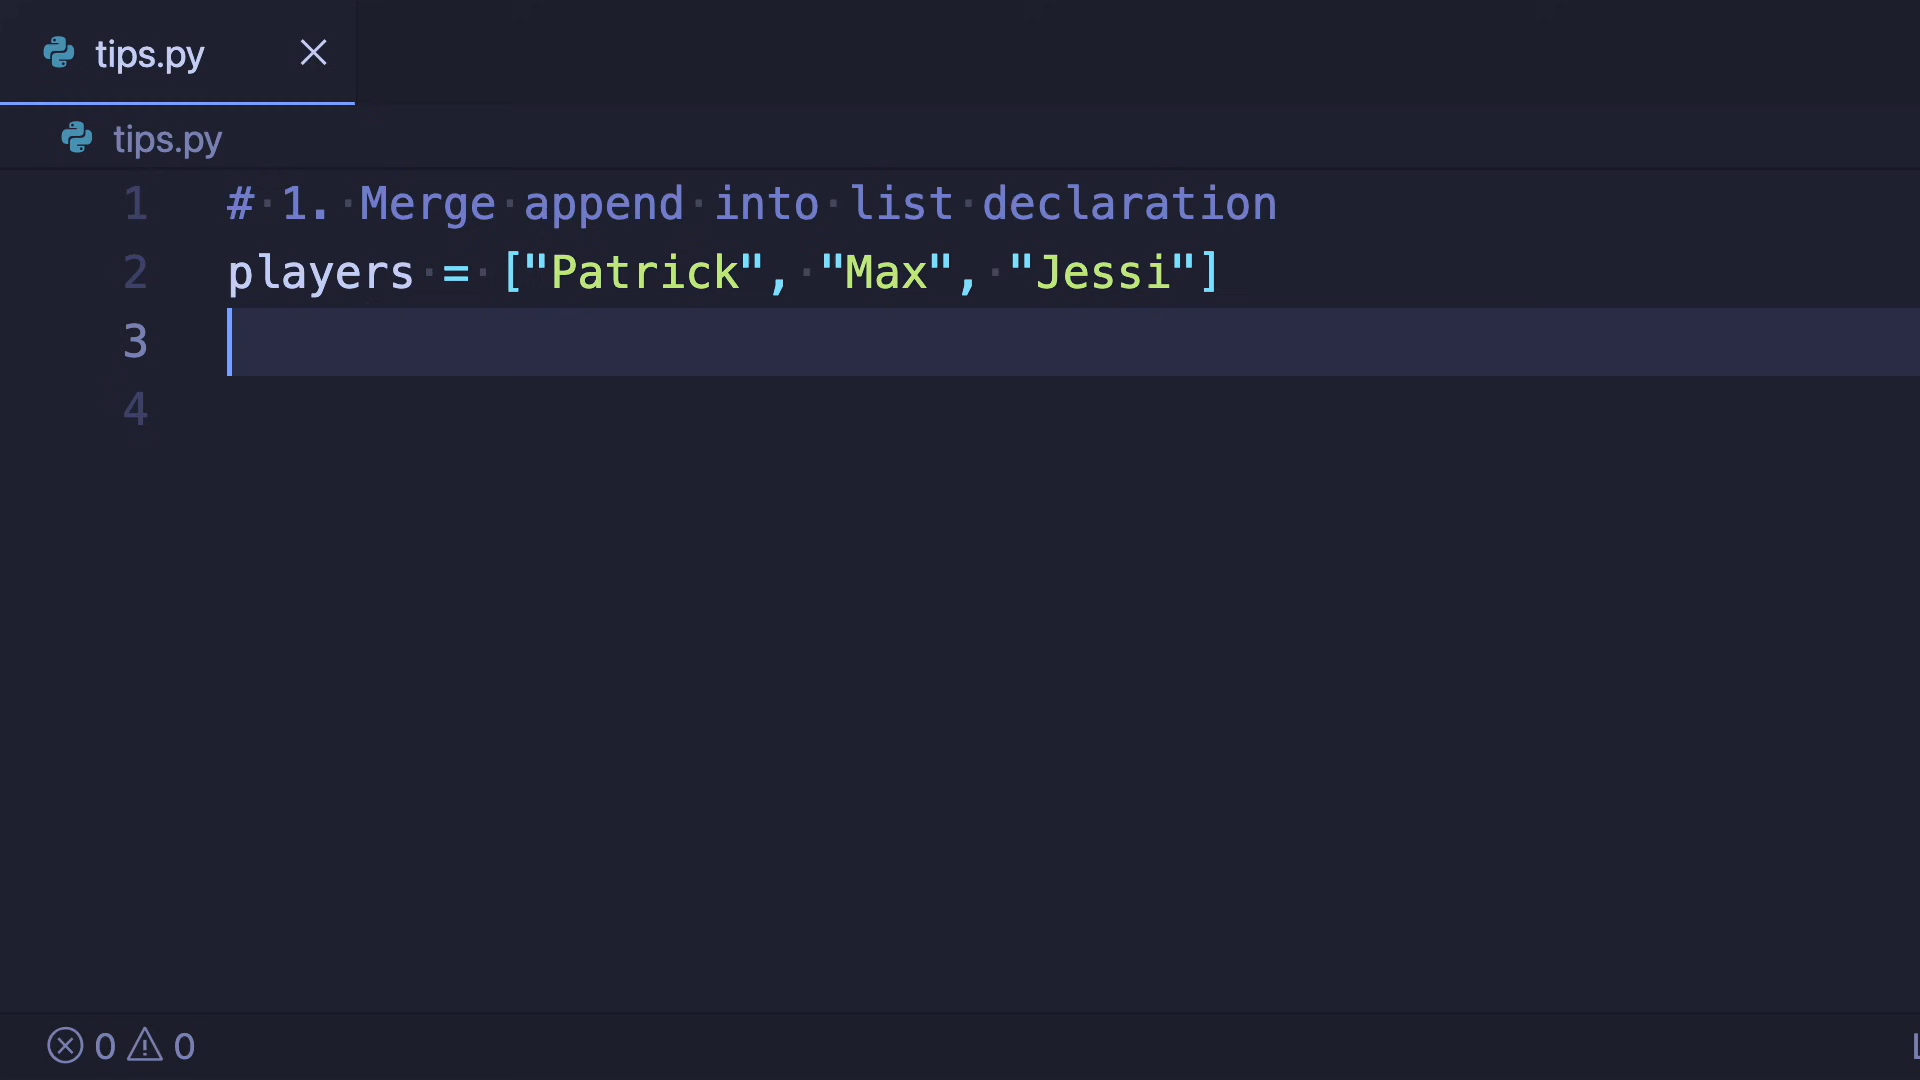 tips.py
tips.py
1 # 1. Merge append into list declaration
2 players = ["Patrick", "Max", "Jessi"]
3
4
0 0